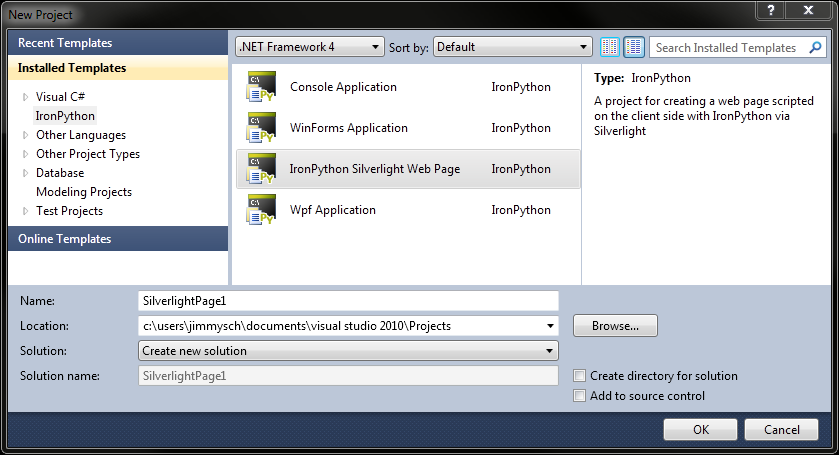 New Project
Recent Templates
Installed Templates
Visual C#
IronPython
Other Languages
Other Project Types
Database
Modeling Projects
Test Projects
Online Templates
.NET Framework 4 Sort by: Default Search Installed Templates
Console Application IronPython
WinForms Application IronPython
IronPython Silverlight Web Page IronPython
Wpf Application IronPython
Type: IronPython
A project for creating a web page scripted
on the client side with IronPython via
Silverlight
Name: SilverlightPage1
Location: c:\users\jimmysch\documents\visual studio 2010\Projects Browse...
Solution: Create new solution
Solution name: SilverlightPage1 Create directory for solution
Add to source control
OK Cancel